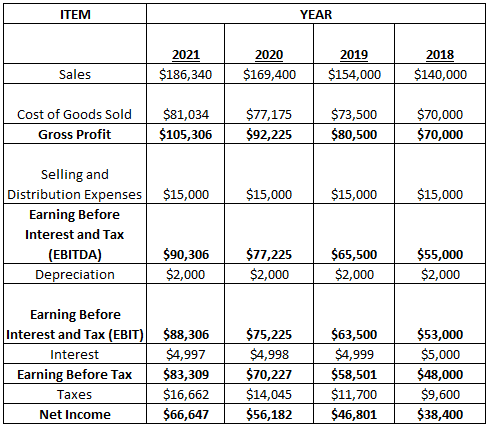 ITEM YEAR
2021 2020 2019 2018
Sales $186,340 $169,400 $154,000 $140,000
Cost of Goods Sold $81,034 $77,175 $73,500 $70,000
Gross Profit $105,306 $92,225 $80,500 $70,000
Selling and
Distribution Expenses $15,000 $15,000 $15,000 $15,000
Earning Before
Interest and Tax
(EBITDA) $90,306 $77,225 $65,500 $55,000
Depreciation $2,000 $2,000 $2,000 $2,000
Earning Before
Interest and Tax (EBIT) $88,306 $75,225 $63,500 $53,000
Interest $4,997 $4,998 $4,999 $5,000
Earning Before Tax $83,309 $70,227 $58,501 $48,000
Taxes $16,662 $14,045 $11,700 $9,600
Net Income $66,647 $56,182 $46,801 $38,400